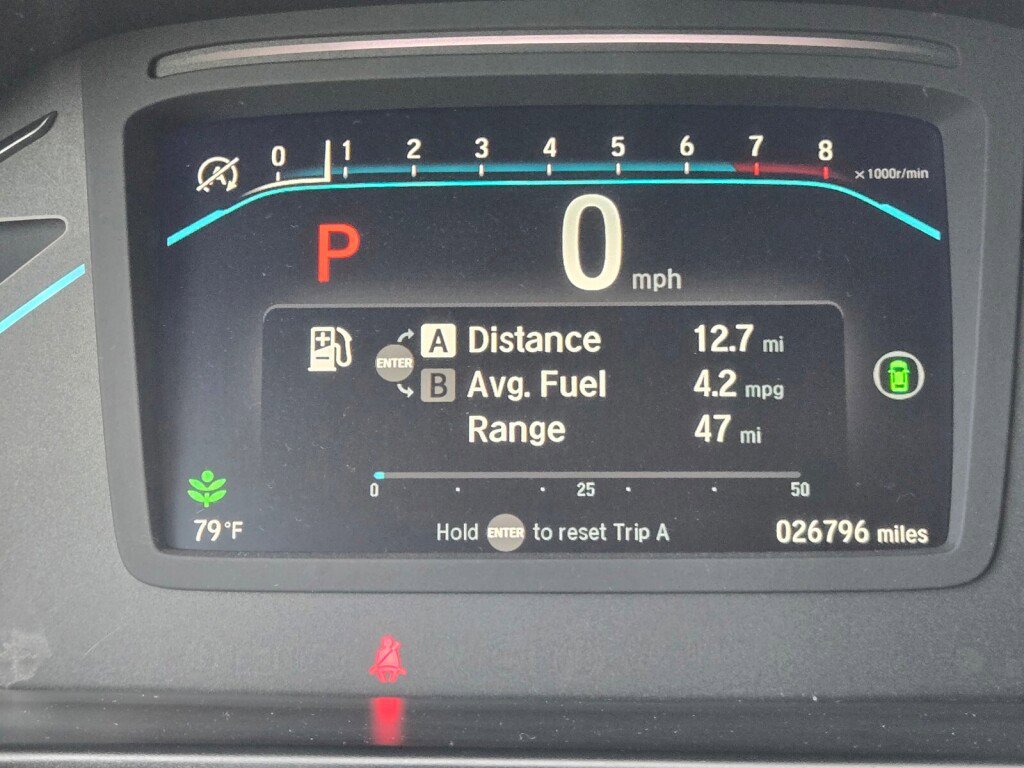 0 1 2 3 4 5 6 7 8
x1000r/min
A
P 0 mph
A Distance 12.7 mi
ENTER
B Avg. Fuel 4.2 mpg
Range 47 mi
0 25 50
79°F Hold ENTER to reset Trip A 026796 miles